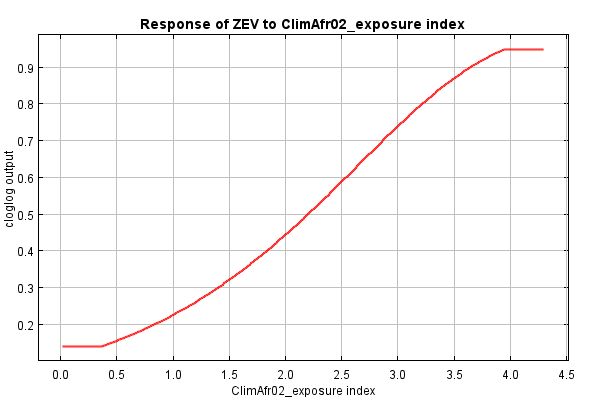 Response of ZEV to ClimAfr02_exposure index
cloglog output
0.9
0.8
0.7
0.6
0.5
0.4
0.3
0.2
0.0 0.5 1.0 1.5 2.0 2.5 3.0 3.5 4.0 4.5
ClimAfr02_exposure index